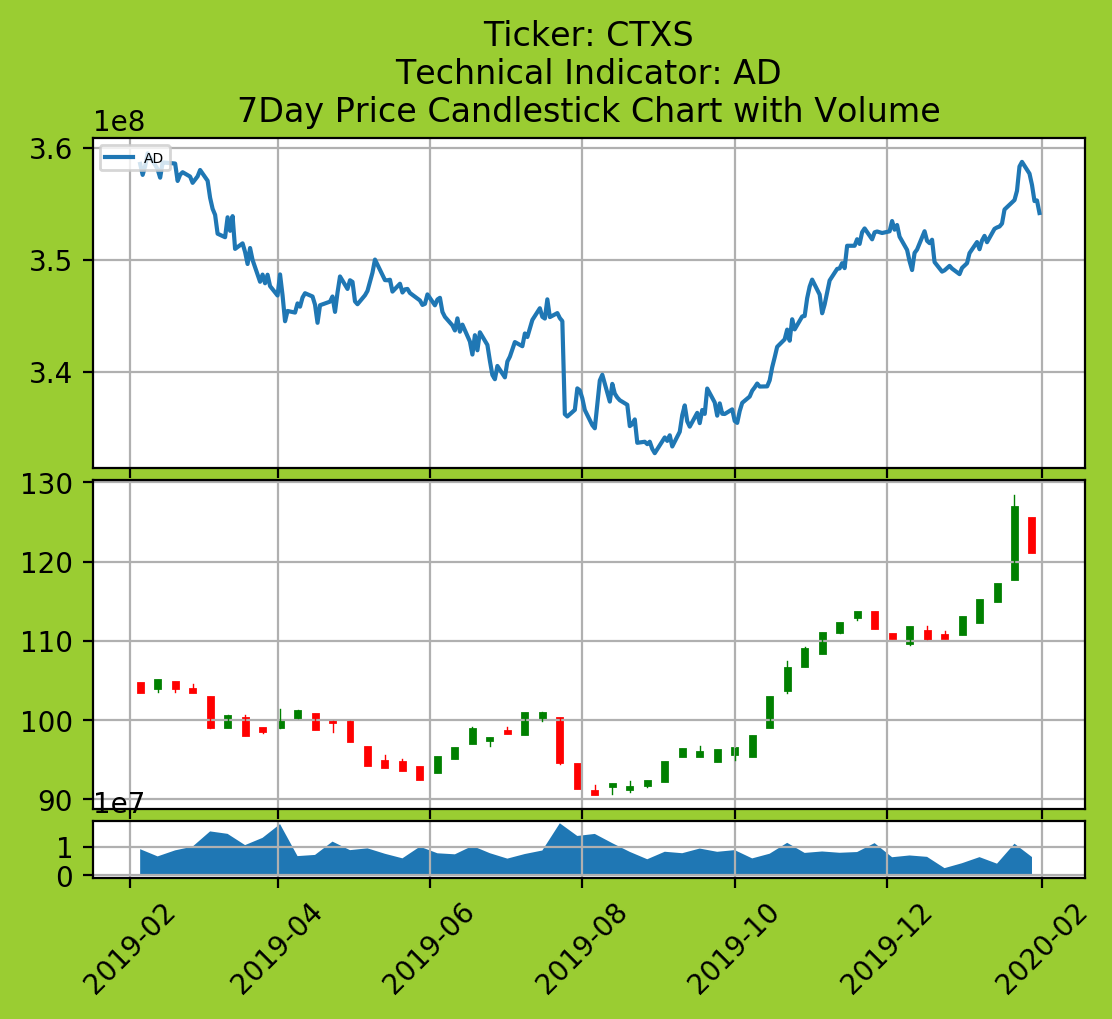 Ticker: CTXS
Technical Indicator: AD
7Day Price Candlestick Chart with Volume
1e8
AD
3.6
3.5
3.4
130
120
110
100
90
1e7
1
0
2019-02
2019-04
2019-06
2019-08
2019-10
2019-12
2020-02